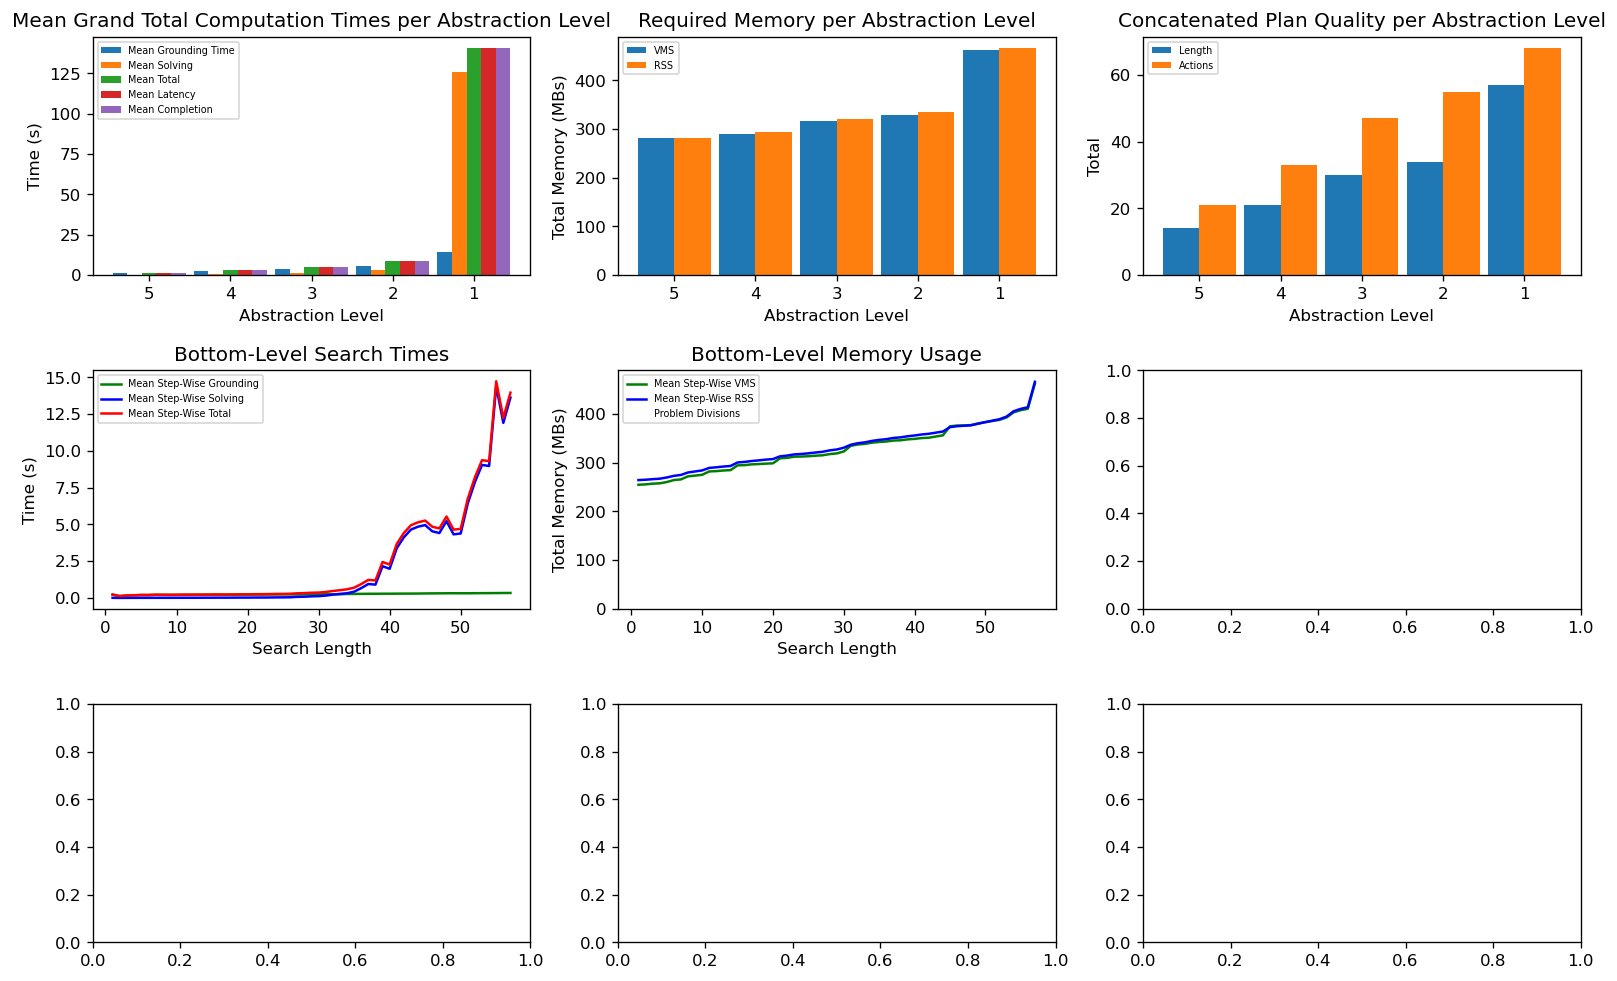 Mean Grand Total Computation Times per Abstraction Level
Mean Grounding Time
Mean Solving
Mean Total
Mean Latency
Mean Completion
Time (s)
125
100
75
50
25
0
5 4 3 2 1
Abstraction Level
Required Memory per Abstraction Level
VMS
RSS
Total Memory (MBs)
400
300
200
100
0
5 4 3 2 1
Abstraction Level
Concatenated Plan Quality per Abstraction Level
Length
Actions
Total
60
40
20
0
5 4 3 2 1
Abstraction Level
Bottom-Level Search Times
Mean Step-Wise Grounding
Mean Step-Wise Solving
Mean Step-Wise Total
Time (s)
15.0
12.5
10.0
7.5
5.0
2.5
0.0
0 10 20 30 40 50
Search Length
Bottom-Level Memory Usage
Mean Step-Wise VMS
Mean Step-Wise RSS
Problem Divisions
Total Memory (MBs)
400
300
200
100
0
0 10 20 30 40 50
Search Length
1.0
0.8
0.6
0.4
0.2
0.0
0.0 0.2 0.4 0.6 0.8 1.0
1.0
0.8
0.6
0.4
0.2
0.0
0.0 0.2 0.4 0.6 0.8 1.0
1.0
0.8
0.6
0.4
0.2
0.0
0.0 0.2 0.4 0.6 0.8 1.0
1.0
0.8
0.6
0.4
0.2
0.0
0.0 0.2 0.4 0.6 0.8 1.0